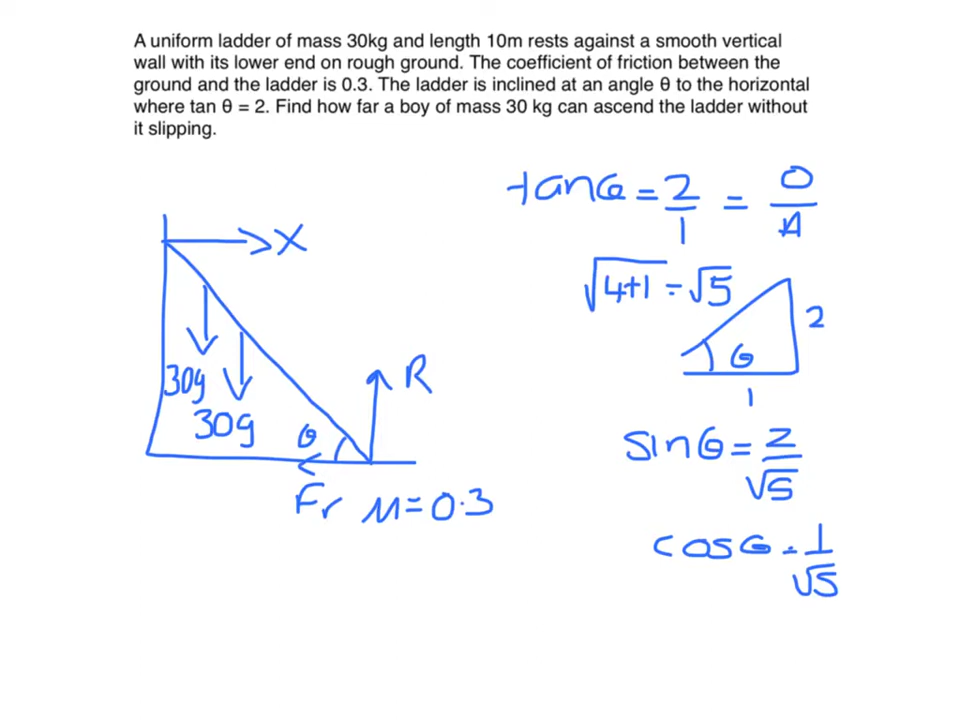 A uniform ladder of mass 30kg and length 10m rests against a smooth vertical
wall with its lower end on rough ground. The coefficient of friction between the
ground and the ladder is 0.3. The ladder is inclined at an angle θ to the horizontal
where tan θ = 2. Find how far a boy of mass 30 kg can ascend the ladder without
it slipping.
tanθ = 2/1 = O/A
X
√4+1 = √5
2
θ
1
30g
30g
R
θ
Fr μ=0.3
sinθ = 2/√5
cosθ = 1/√5